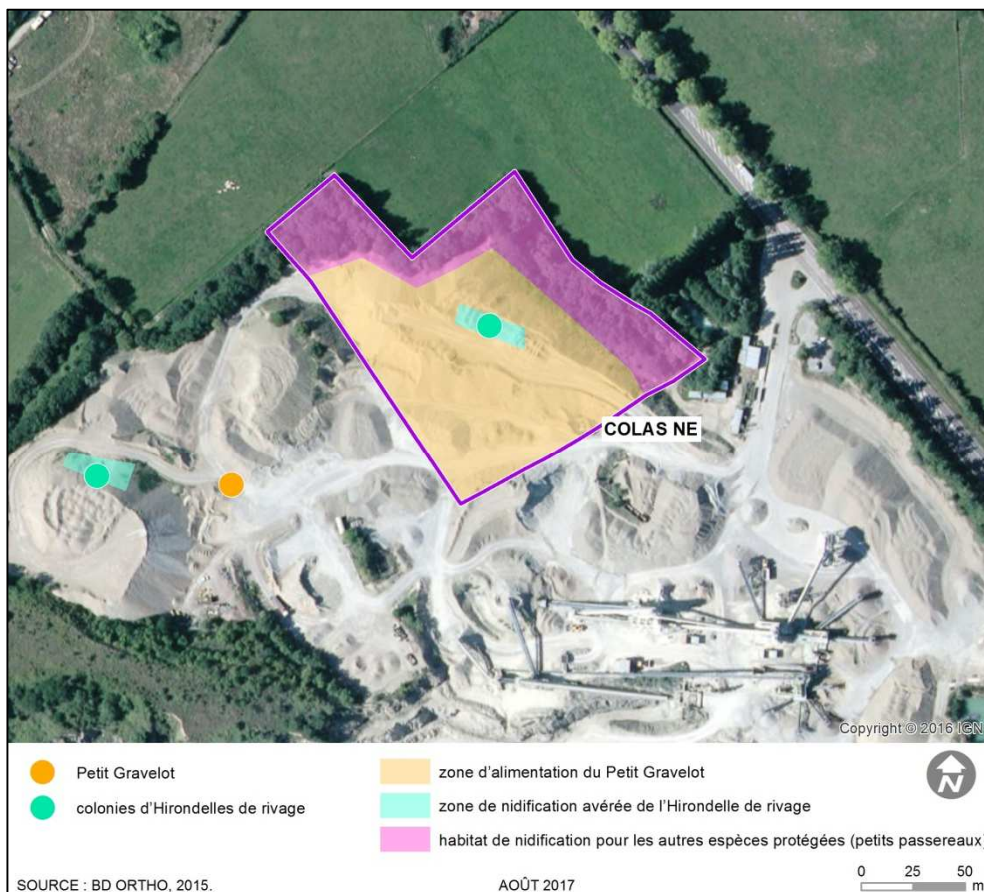 COLAS NE
Copyright © 2016 IGN
Petit Gravelot
colonies d'Hirondelles de rivage
zone d'alimentation du Petit Gravelot
zone de nidification avérée de l'Hirondelle de rivage
habitat de nidification pour les autres espèces protégées (petits passereaux)
N
SOURCE : BD ORTHO, 2015.
AOÛT 2017
0 25 50
m